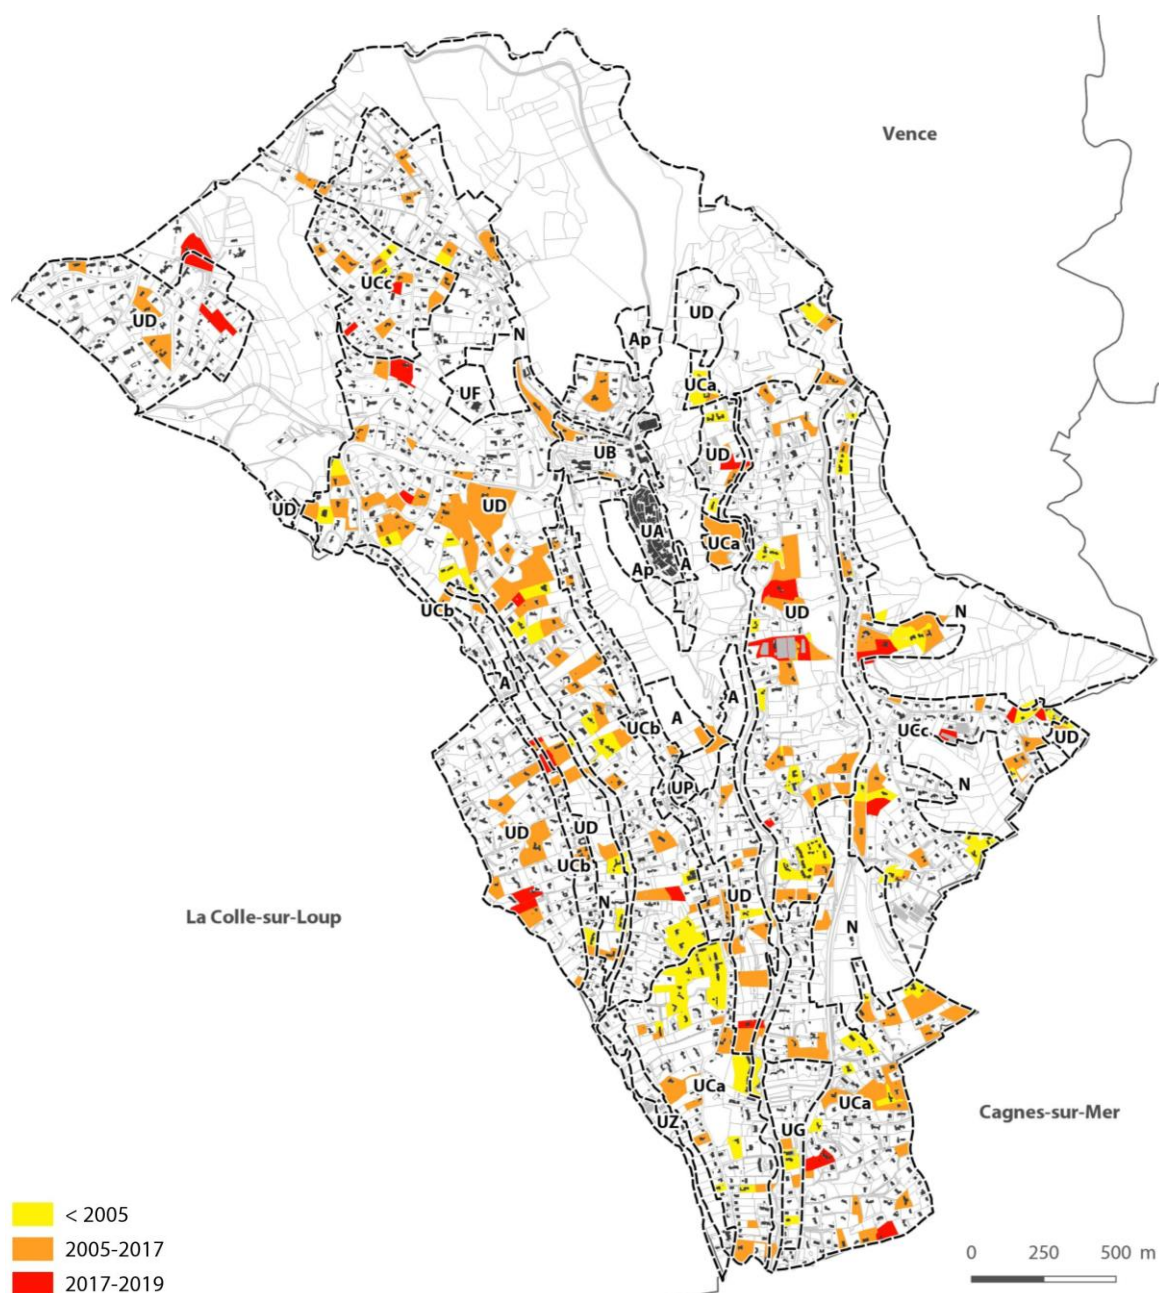 Vence
UCc
UD
N
Ap
UD
UF
UCa
UB
UD
UD
UD
UA
UCa
Ap
A
UCb
UD
N
A
A
A
UCb
UCc
UD
N
UP
UD
UD
UCb
UD
N
N
La Colle-sur-Loup
UCa
UCa
Cagnes-sur-Mer
UZ
UG
< 2005
2005-2017
2017-2019
0 250 500 m